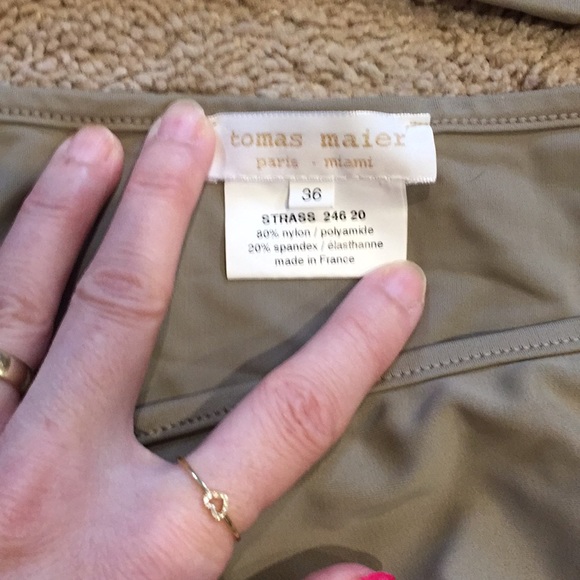 tomas maier
paris - miami
36
STRASS 246 20
80% nylon / polyamide
20% spandex / élasthanne
made in France